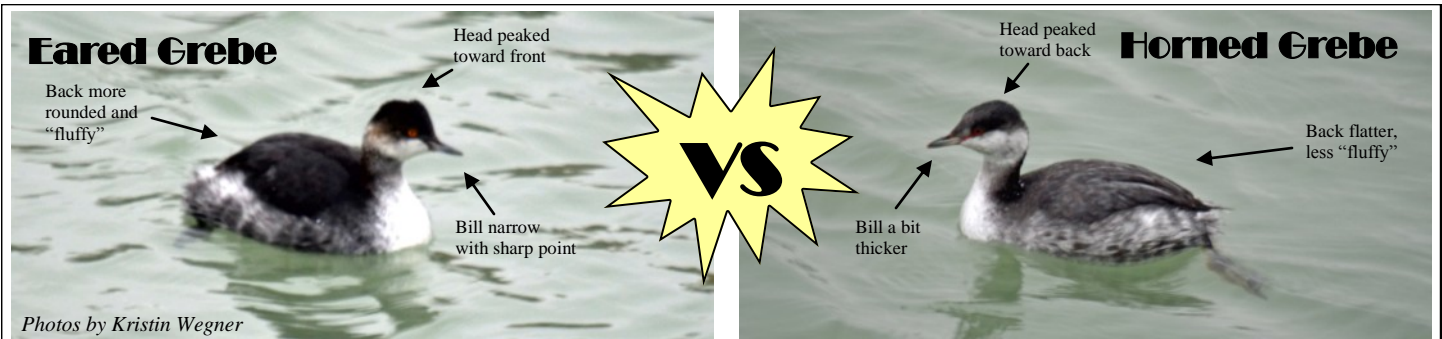 Eared Grebe
Head peaked
toward front
Back more
rounded and
“fluffy”
Bill narrow
with sharp point
Photos by Kristin Wegner
VS
Head peaked
toward back
Horned Grebe
Back flatter,
less “fluffy”
Bill a bit
thicker